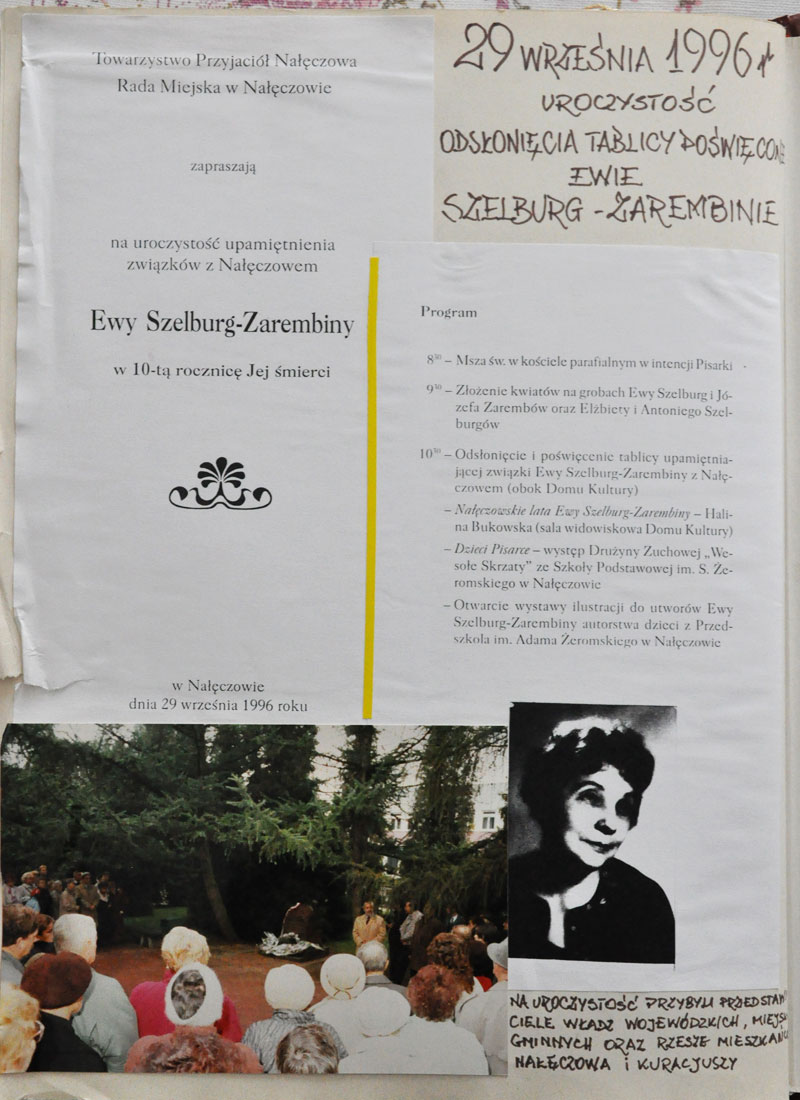 Towarzystwo Przyjaciół Nałęczowa
Rada Miejska w Nałęczowie
zapraszają
na uroczystość upamiętnienia
związków z Nałęczowem
Ewy Szelburg-Zarembiny
w 10-tą rocznicę Jej śmierci
w Nałęczowie
dnia 29 września 1996 roku
29 WRZEŚNIA 1996 r
UROCZYSTOŚĆ
ODSŁONIĘCIA TABLICY POŚWIĘCONE
EWIE
SZELBURG - ZAREMBINIE
Program
8³⁰ – Msza św. w kościele parafialnym w intencji Pisarki
9³⁰ – Złożenie kwiatów na grobach Ewy Szelburg i Jó-
zefa Zarembów oraz Elżbiety i Antoniego Szel-
burgów
10³⁰ – Odsłonięcie i poświęcenie tablicy upamiętnia-
jącej związki Ewy Szelburg-Zarembiny z Nałę-
czowem (obok Domu Kultury)
– Nałęczowskie lata Ewy Szelburg-Zarembiny – Hali-
na Bukowska (sala widowiskowa Domu Kultury)
– Dzieci Pisarce – występ Drużyny Zuchowej „We-
sołe Skrzaty” ze Szkoły Podstawowej im. S. Że-
romskiego w Nałęczowie
– Otwarcie wystawy ilustracji do utworów Ewy
Szelburg-Zarembiny autorstwa dzieci z Przed-
szkola im. Adama Żeromskiego w Nałęczowie
NA UROCZYSTOŚĆ PRZYBYLI PRZEDSTAWI
CIELE WŁADZ WOJEWÓDZKICH, MIEJSK
GMINNYCH ORAZ RZESZE MIESZKAŃC
NAŁĘCZOWA i KURACJUSZY